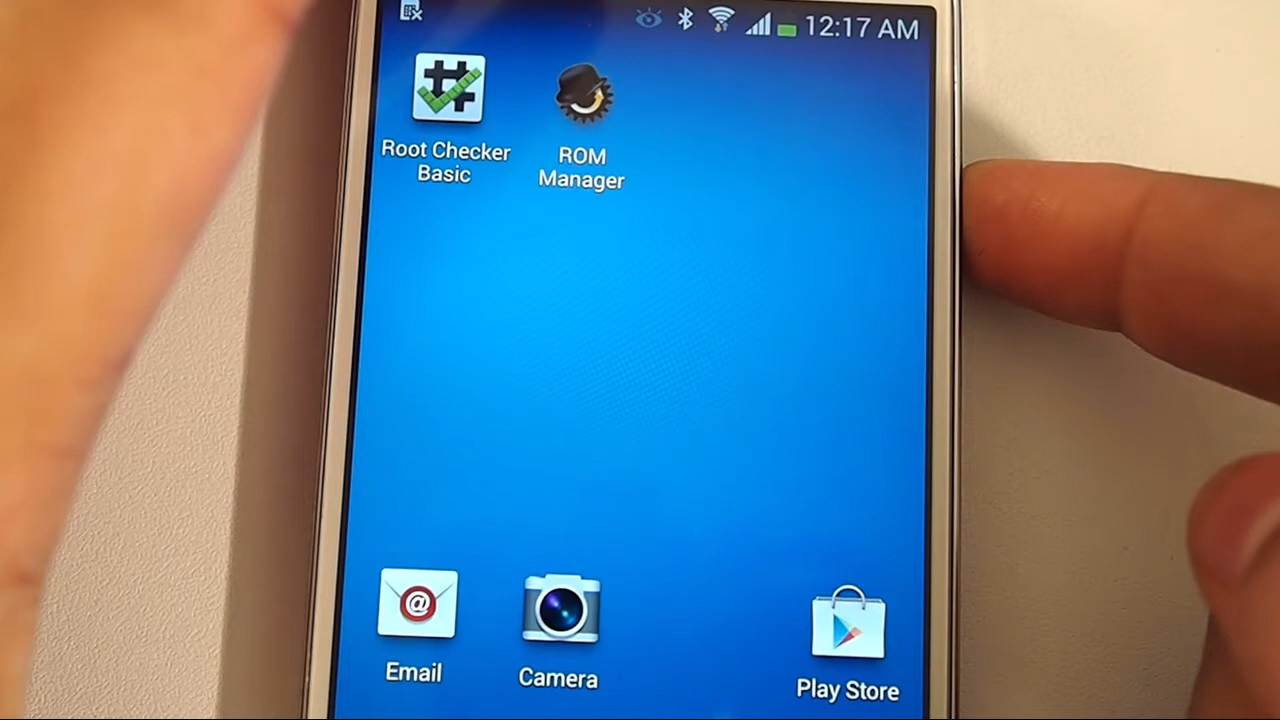 12:17 AM
Root Checker
Basic
ROM
Manager
@
Email
Camera
Play Store